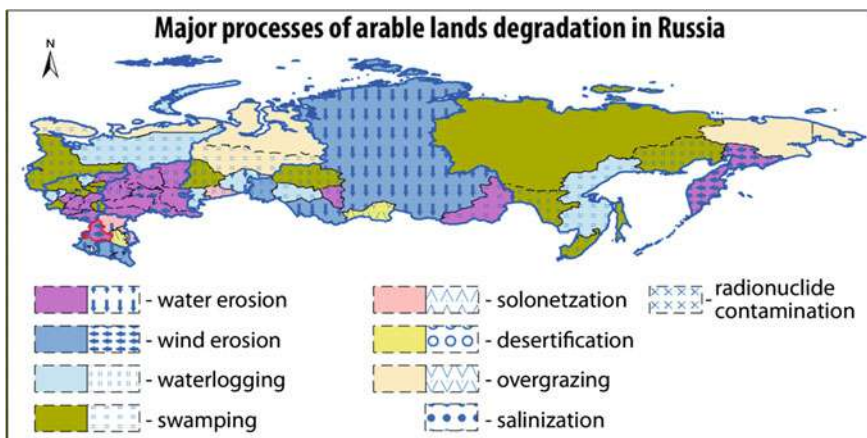 Major processes of arable lands degradation in Russia
N
- water erosion
- wind erosion
- waterlogging
- swamping
- solonetzation
- desertification
- overgrazing
- salinization
- radionuclide
contamination